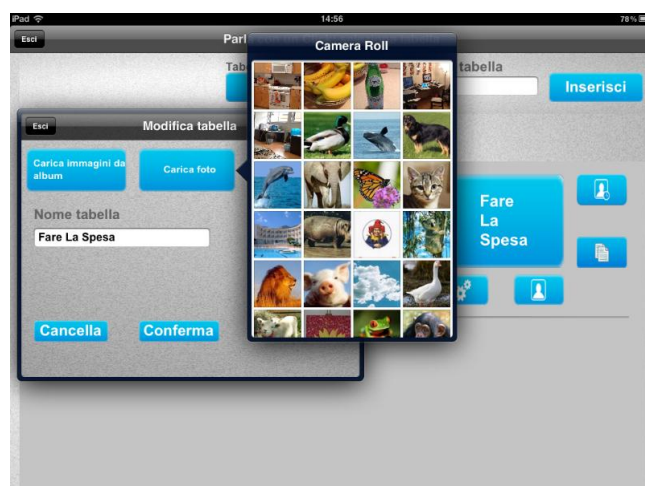 iPad 14:56 78%
Esci Parl
Camera Roll
Tab tabella
Inserisci
Esci Modifica tabella
Carica immagini da
album
Carica foto
Nome tabella
Fare La Spesa
Cancella Conferma
Fare
La
Spesa